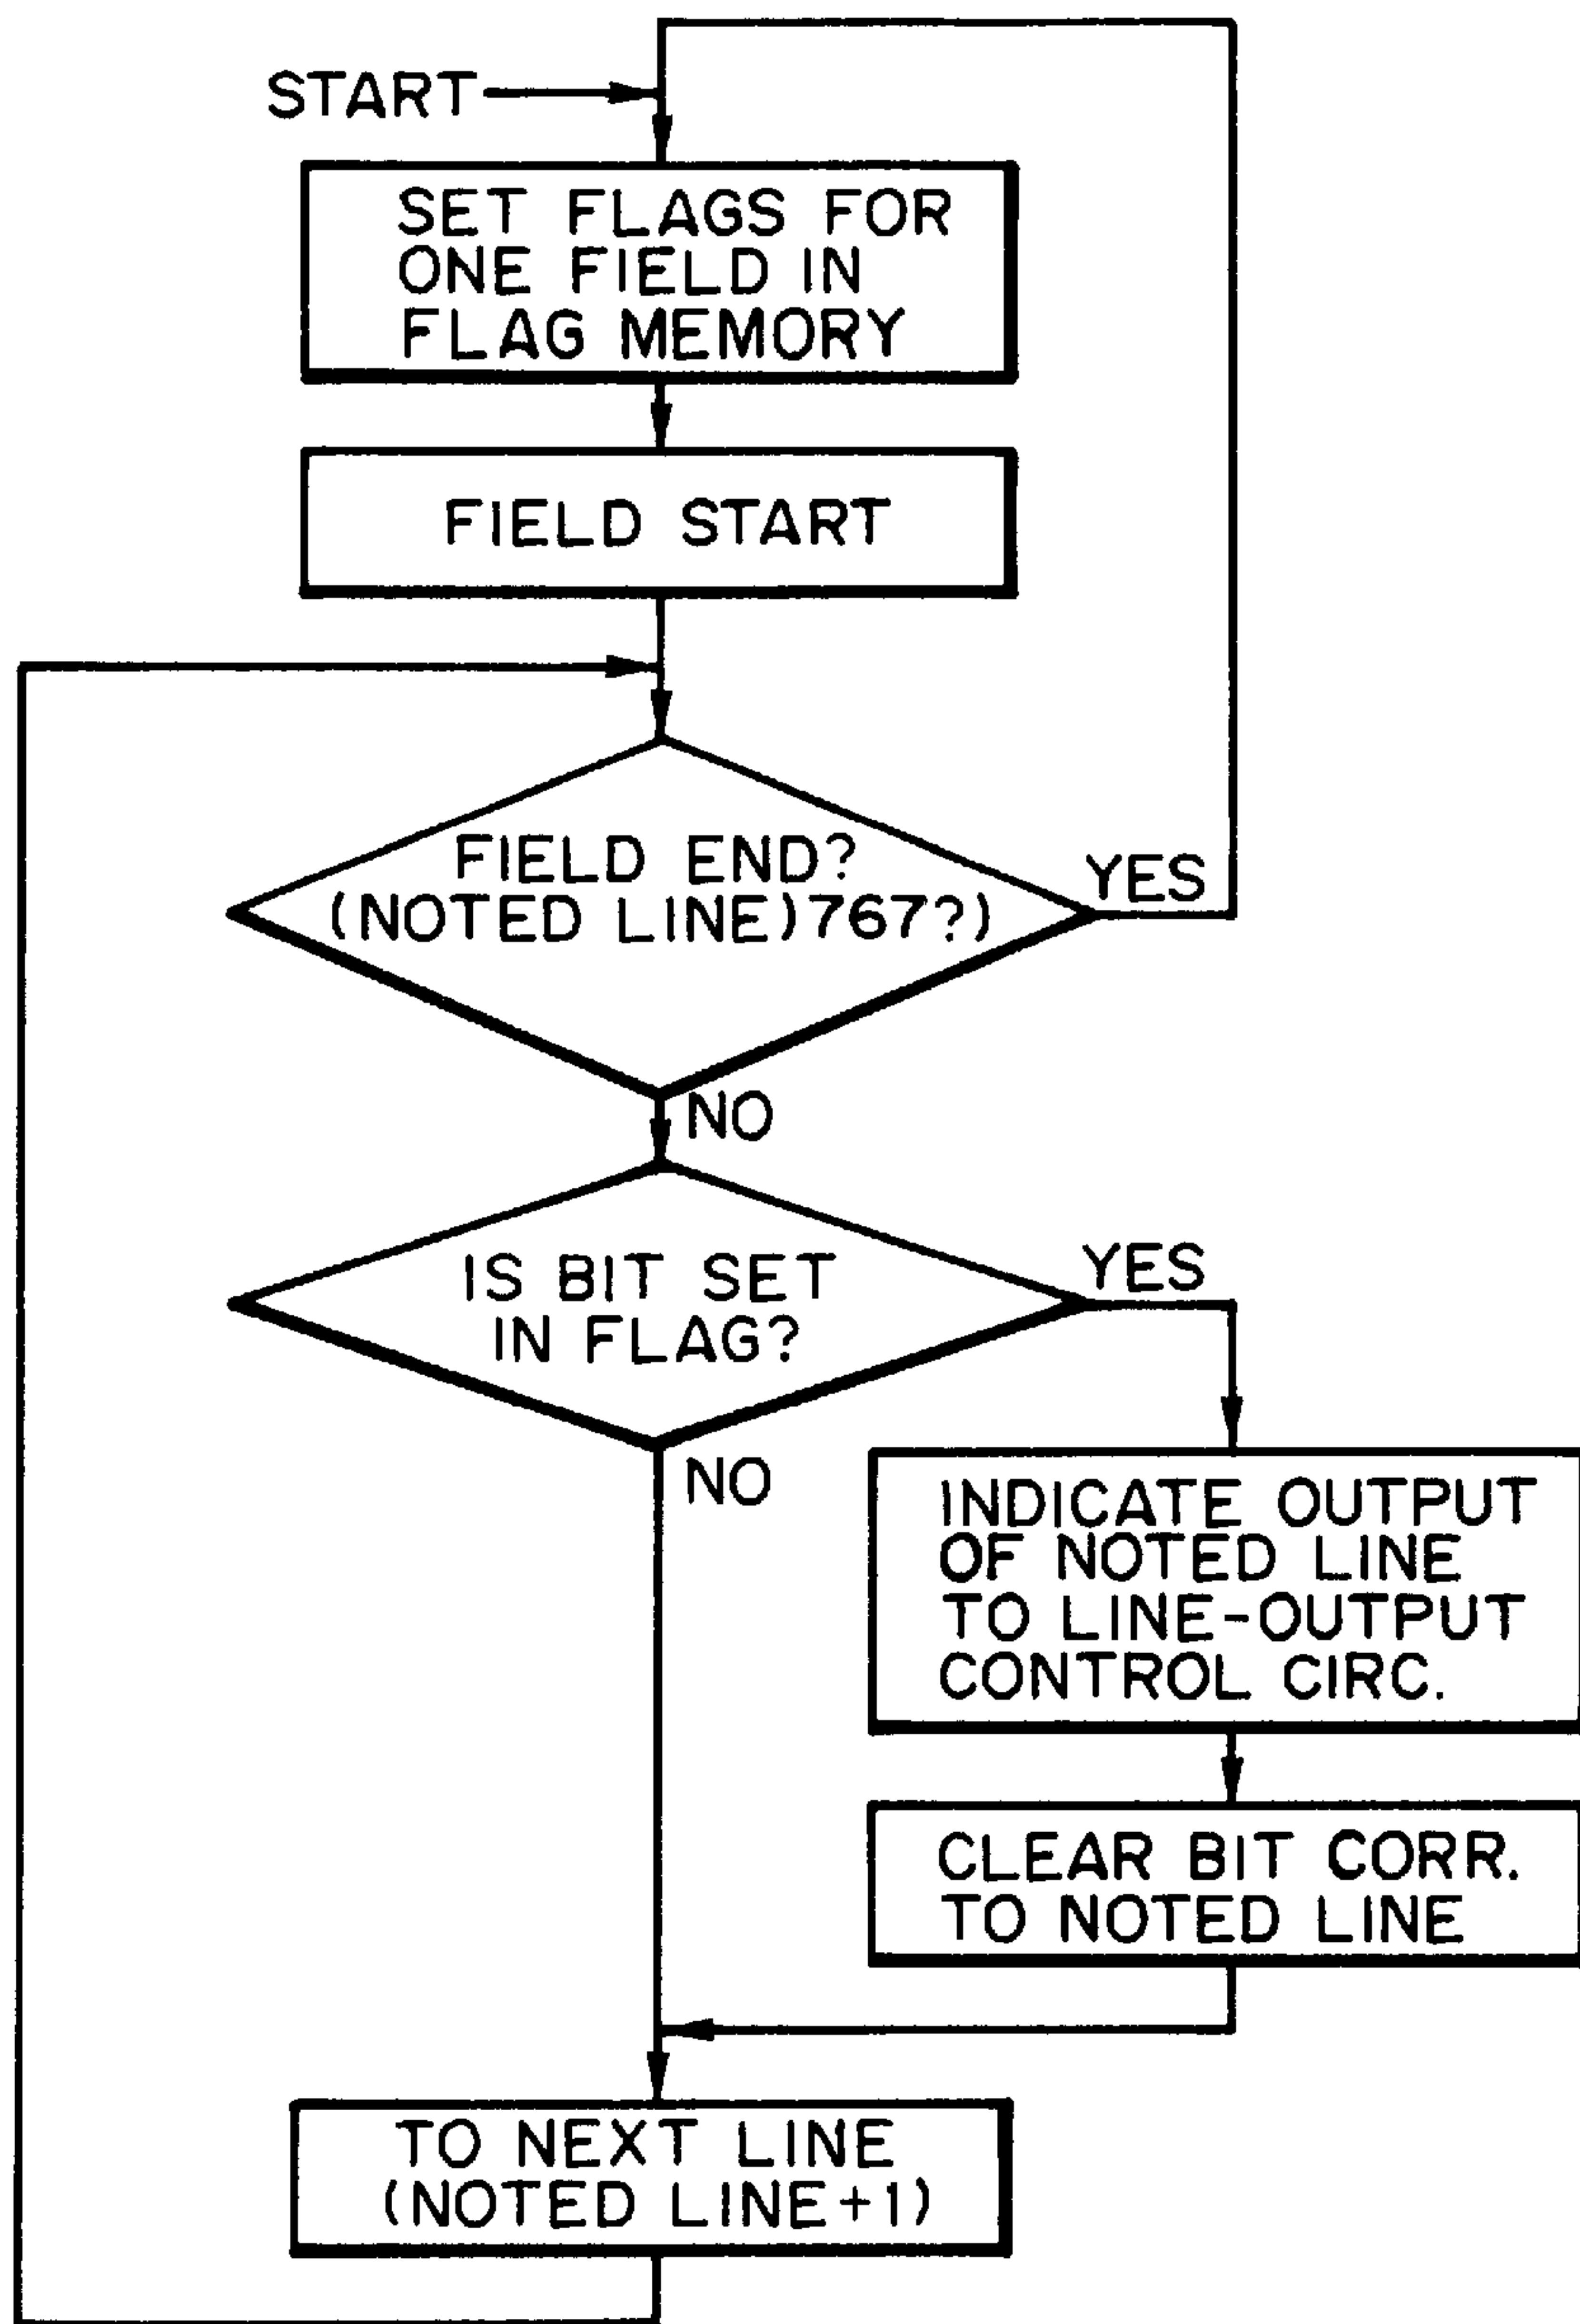 START
SET FLAGS FOR
ONE FIELD IN
FLAG MEMORY
FIELD START
FIELD END?
(NOTED LINE)767?)
YES
NO
IS BIT SET
IN FLAG?
YES
NO
INDICATE OUTPUT
OF NOTED LINE
TO LINE-OUTPUT
CONTROL CIRC.
CLEAR BIT CORR.
TO NOTED LINE
TO NEXT LINE
(NOTED LINE+1)